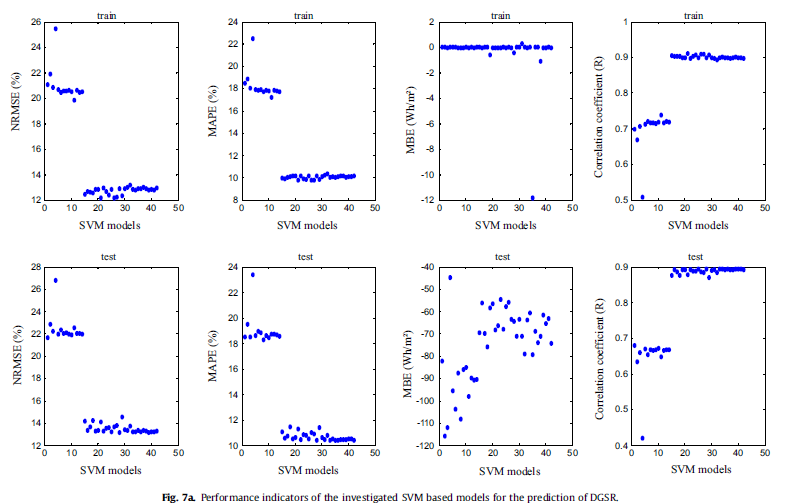 train train train train
26 24 2 1
24 22 0 0.9
22 20 -2
20 18 -4 0.8
18 16 -6 0.7
16 14 -8
14 12 -10 0.6
12 10 -12 0.5
8
NRMSE (%) MAPE (%) MBE (Wh/m²) Correlation coefficient (R)
0 10 20 30 40 50 0 10 20 30 40 50 0 10 20 30 40 50 0 10 20 30 40 50
SVM models SVM models SVM models SVM models
test test test test
28 24 -40 0.9
26 22 -50 0.8
24 20 -60
22 18 -70 0.7
20 16 -80
18 14 -90 0.6
16 12 -100 0.5
14 10 -110
12 -120 0.4
NRMSE (%) MAPE (%) MBE (Wh/m²) Correlation coefficient (R)
0 10 20 30 40 50 0 10 20 30 40 50 0 10 20 30 40 50 0 10 20 30 40 50
SVM models SVM models SVM models SVM models
Fig. 7a. Performance indicators of the investigated SVM based models for the prediction of DGSR.